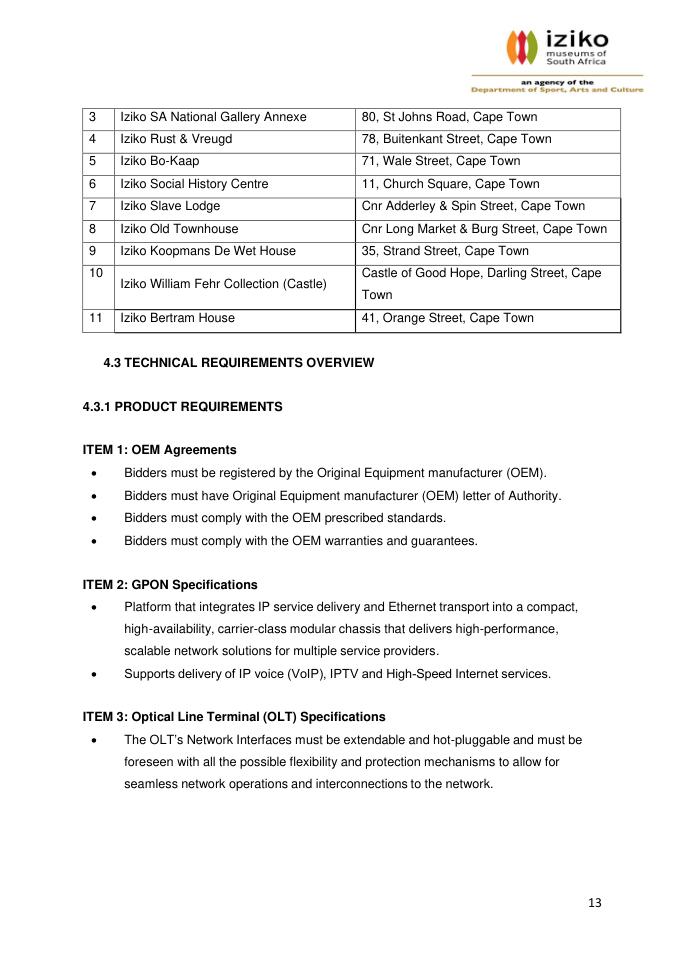 iziko
museums of
South Africa
an agency of the
Department of Sport, Arts and Culture
3 Iziko SA National Gallery Annexe 80, St Johns Road, Cape Town
4 Iziko Rust & Vreugd 78, Buitenkant Street, Cape Town
5 Iziko Bo-Kaap 71, Wale Street, Cape Town
6 Iziko Social History Centre 11, Church Square, Cape Town
7 Iziko Slave Lodge Cnr Adderley & Spin Street, Cape Town
8 Iziko Old Townhouse Cnr Long Market & Burg Street, Cape Town
9 Iziko Koopmans De Wet House 35, Strand Street, Cape Town
10 Iziko William Fehr Collection (Castle) Castle of Good Hope, Darling Street, Cape
Town
11 Iziko Bertram House 41, Orange Street, Cape Town
4.3 TECHNICAL REQUIREMENTS OVERVIEW
4.3.1 PRODUCT REQUIREMENTS
ITEM 1: OEM Agreements
• Bidders must be registered by the Original Equipment manufacturer (OEM).
• Bidders must have Original Equipment manufacturer (OEM) letter of Authority.
• Bidders must comply with the OEM prescribed standards.
• Bidders must comply with the OEM warranties and guarantees.
ITEM 2: GPON Specifications
• Platform that integrates IP service delivery and Ethernet transport into a compact,
high-availability, carrier-class modular chassis that delivers high-performance,
scalable network solutions for multiple service providers.
• Supports delivery of IP voice (VoIP), IPTV and High-Speed Internet services.
ITEM 3: Optical Line Terminal (OLT) Specifications
• The OLT’s Network Interfaces must be extendable and hot-pluggable and must be
foreseen with all the possible flexibility and protection mechanisms to allow for
seamless network operations and interconnections to the network.
13